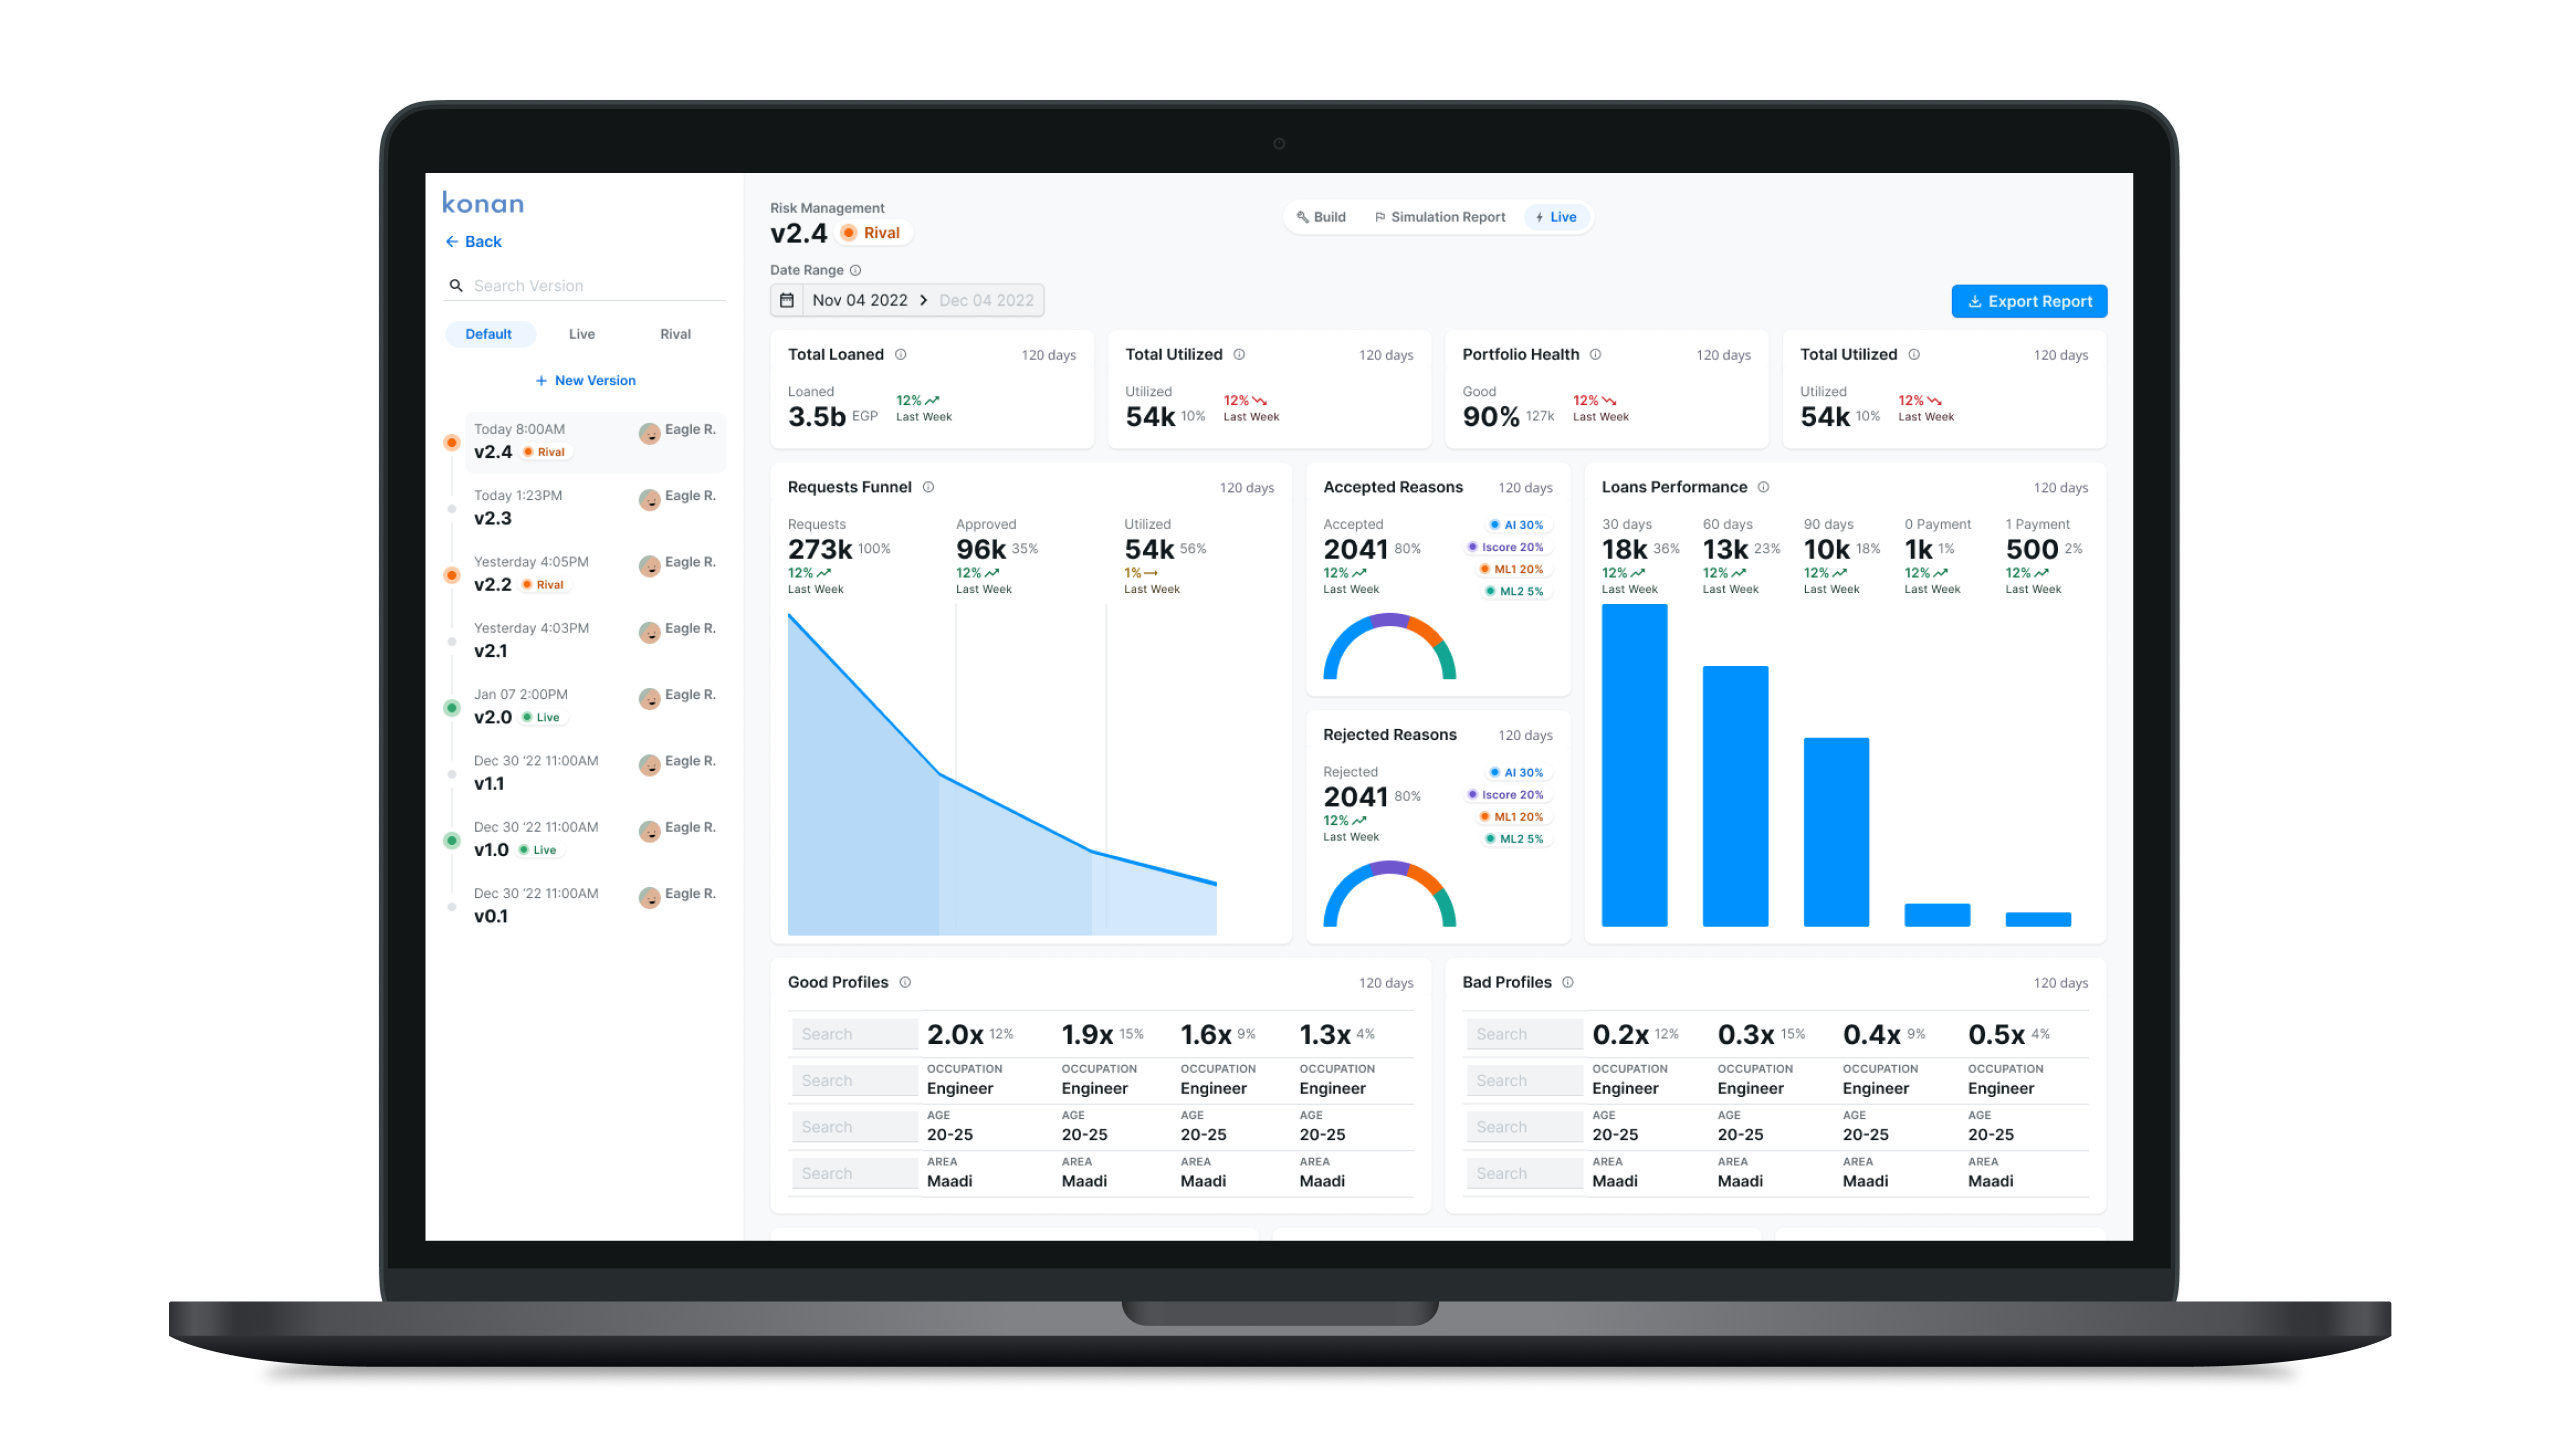 konan
Back
Search Version
Default Live Rival
New Version
Today 8:00AM Eagle R.
v2.4 Rival
Today 1:23PM Eagle R.
v2.3
Yesterday 4:05PM Eagle R.
v2.2 Rival
Yesterday 4:03PM Eagle R.
v2.1
Jan 07 2:00PM Eagle R.
v2.0 Live
Dec 30 '22 11:00AM Eagle R.
v1.1
Dec 30 '22 11:00AM Eagle R.
v1.0 Live
Dec 30 '22 11:00AM Eagle R.
v0.1
Risk Management
v2.4 Rival
Build Simulation Report Live
Date Range
Nov 04 2022 Dec 04 2022
Export Report
Total Loaned 120 days
Loaned
3.5b EGP
12%
Last Week
Total Utilized 120 days
Utilized
54k 10%
12%
Last Week
Portfolio Health 120 days
Good
90% 127k
12%
Last Week
Total Utilized 120 days
Utilized
54k 10%
12%
Last Week
Requests Funnel 120 days
Requests Approved Utilized
273k 100% 96k 35% 54k 56%
12% 12% 1%
Last Week Last Week Last Week
Accepted Reasons 120 days
Accepted
2041 80%
12%
Last Week
AI 30%
Iscore 20%
ML1 20%
ML2 5%
Rejected Reasons 120 days
Rejected
2041 80%
12%
Last Week
AI 30%
Iscore 20%
ML1 20%
ML2 5%
Loans Performance 120 days
30 days 60 days 90 days 0 Payment 1 Payment
18k 36% 13k 23% 10k 18% 1k 1% 500 2%
12% 12% 12% 12% 12%
Last Week Last Week Last Week Last Week Last Week
Good Profiles 120 days
Search 2.0x 12% 1.9x 15% 1.6x 9% 1.3x 4%
OCCUPATION OCCUPATION OCCUPATION OCCUPATION
Search Engineer Engineer Engineer Engineer
AGE AGE AGE AGE
Search 20-25 20-25 20-25 20-25
AREA AREA AREA AREA
Search Maadi Maadi Maadi Maadi
Bad Profiles 120 days
Search 0.2x 12% 0.3x 15% 0.4x 9% 0.5x 4%
OCCUPATION OCCUPATION OCCUPATION OCCUPATION
Search Engineer Engineer Engineer Engineer
AGE AGE AGE AGE
Search 20-25 20-25 20-25 20-25
AREA AREA AREA AREA
Search Maadi Maadi Maadi Maadi